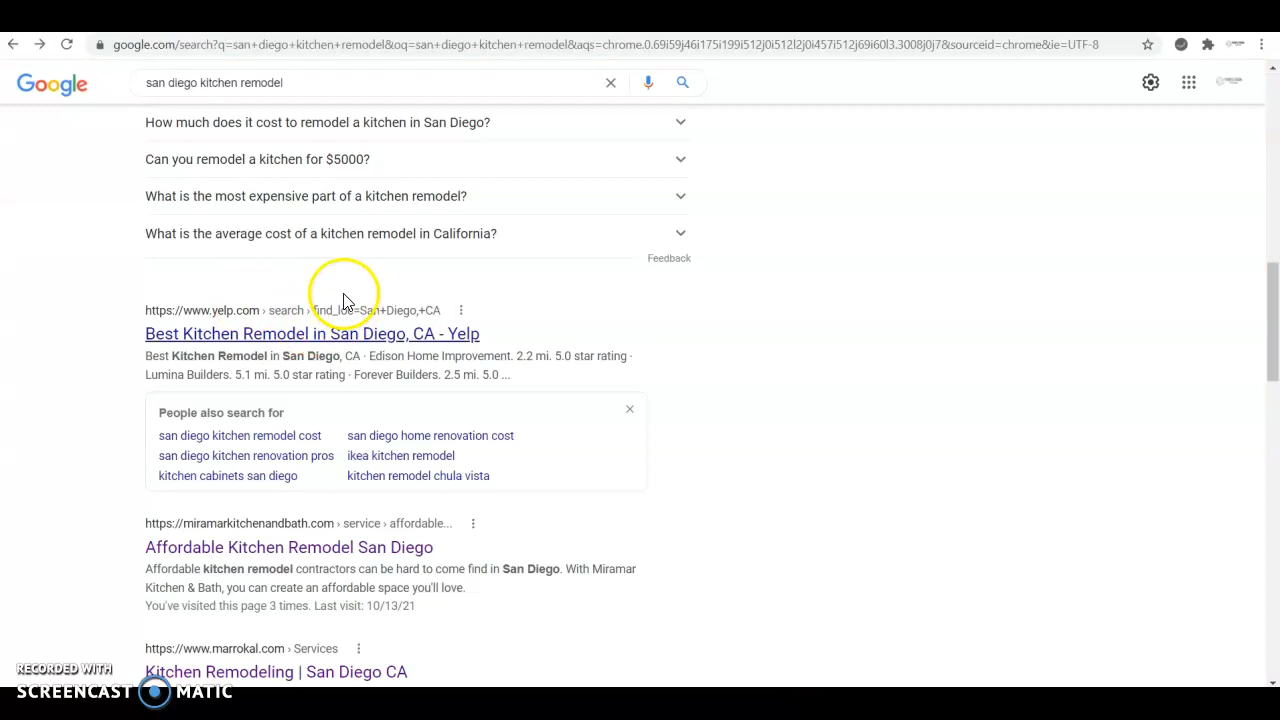 google.com/search?q=san+diego+kitchen+remodel&oq=san+diego+kitchen+remodel&aqs=chrome.0.69i59j46i175i199i512j0i512l2j0i457i512j69i60l3.3008j0j7&sourceid=chrome&ie=UTF-8
Google
san diego kitchen remodel
How much does it cost to remodel a kitchen in San Diego?
Can you remodel a kitchen for $5000?
What is the most expensive part of a kitchen remodel?
What is the average cost of a kitchen remodel in California?
Feedback
https://www.yelp.com › search › find_loc=San+Diego,+CA
Best Kitchen Remodel in San Diego, CA - Yelp
Best Kitchen Remodel in San Diego, CA · Edison Home Improvement. 2.2 mi. 5.0 star rating ·
Lumina Builders. 5.1 mi. 5.0 star rating · Forever Builders. 2.5 mi. 5.0 ...
People also search for
san diego kitchen remodel cost san diego home renovation cost
san diego kitchen renovation pros ikea kitchen remodel
kitchen cabinets san diego kitchen remodel chula vista
https://miramarkitchenandbath.com › service › affordable...
Affordable Kitchen Remodel San Diego
Affordable kitchen remodel contractors can be hard to come find in San Diego. With Miramar
Kitchen & Bath, you can create an affordable space you'll love.
You've visited this page 3 times. Last visit: 10/13/21
https://www.marrokal.com › Services
Kitchen Remodeling | San Diego CA
RECORDED WITH
SCREENCAST MATIC